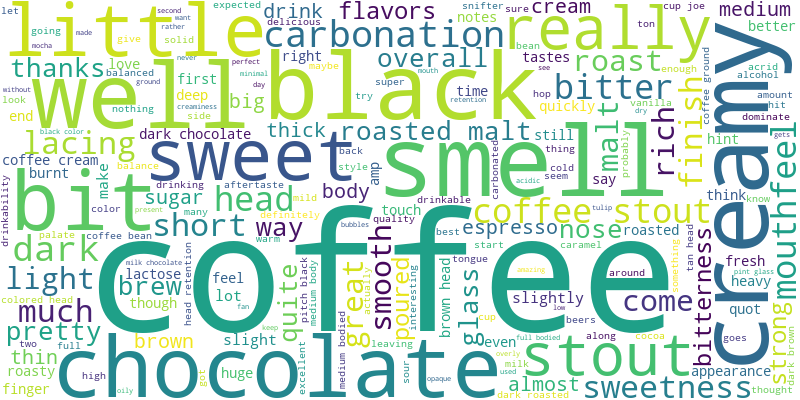 let
second
want
rather
going
mocha
made
little
give
expected
solid
drink
delicious
right
carbonation
flavors
snifter
notes
sure
cream
bean
cup joe
ton
medium
better
really
tastes
roast
enough
acrid
alcohol
thanks
love
balanced
ground
look
creaminess
without
well
first
deep
side
never
perfect
minimal
day
super
maybe
mouth
retention
try
overall
time
see
black
bitter
hop
quickly
vanilla
dry
coffee ground
amount
hit
dominate
gets
end
nothing
big
lacing
black color
balance
dark chocolate
thick
roasted malt
still
thing
probably
malt
rich
finish
hint
think
know
creamy
coffee cream
burnt
make
sweet
back
style
amp
cold
seem
say
smell
carbonated
acidic
drinkability
bit
drinking
aftertaste
sugar
head
body
drinkable
touch
quality
coffee stout
fresh
mouthfeel
color
many
mild
definitely
short
way
smooth
best
espresso
nose
roasted
palate
present
coffee bean
dark
warm
bubbles
tulip
start
caramel
bitterness
tan head
pint glass
heavy
light
milk chocolate
lactose
brew
head retention
feel
lot
fan
pitch black
medium body
quite
great
actually
poured
interesting
brown head
tongue
glass
amazing
around
something
slightly
low
come
quot
strong
dark brown
coffee
colored head
much
though
pretty
brown
slight
keep
medium bodied
leaving
cup
even
beers
along
cocoa
goes
two
full
thin
roasty
finger
high
oily
got
huge
excellent
sour
opaque
overly
milk
used
full bodied
stout
almost
dark roasted
sweetness
appearance
thought
chocolate